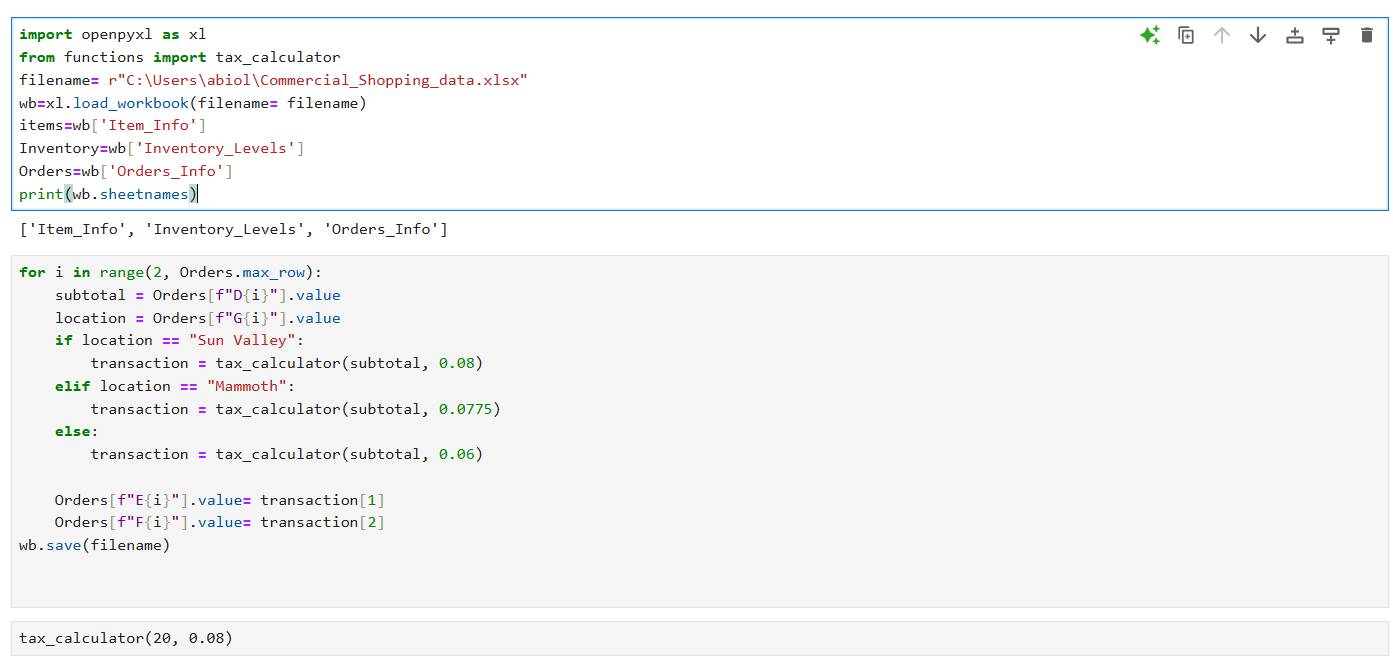 import openpyxl as xl
from functions import tax_calculator
filename= r"C:\Users\abiol\Commercial_Shopping_data.xlsx"
wb=xl.load_workbook(filename= filename)
items=wb['Item_Info']
Inventory=wb['Inventory_Levels']
Orders=wb['Orders_Info']
print(wb.sheetnames)
['Item_Info', 'Inventory_Levels', 'Orders_Info']
for i in range(2, Orders.max_row):
    subtotal = Orders[f"D{i}"].value
    location = Orders[f"G{i}"].value
    if location == "Sun Valley":
        transaction = tax_calculator(subtotal, 0.08)
    elif location == "Mammoth":
        transaction = tax_calculator(subtotal, 0.0775)
    else:
        transaction = tax_calculator(subtotal, 0.06)
    Orders[f"E{i}"].value= transaction[1]
    Orders[f"F{i}"].value= transaction[2]
wb.save(filename)
tax_calculator(20, 0.08)